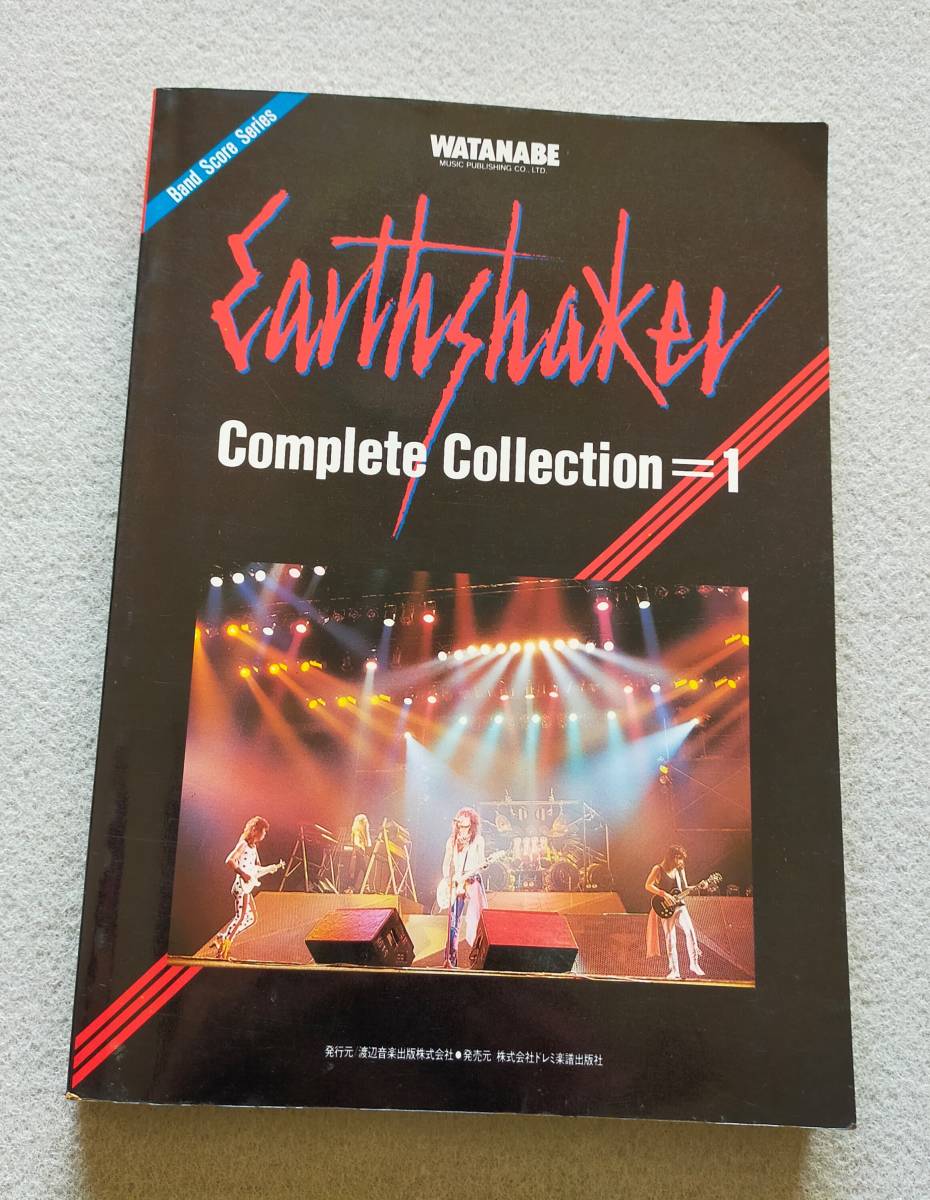 Band Score Series
WATANABE
MUSIC PUBLISHING CO., LTD.
Earthshaker
Complete Collection=1
発行元/渡辺音楽出版株式会社●発売元 株式会社ドレミ楽譜出版社